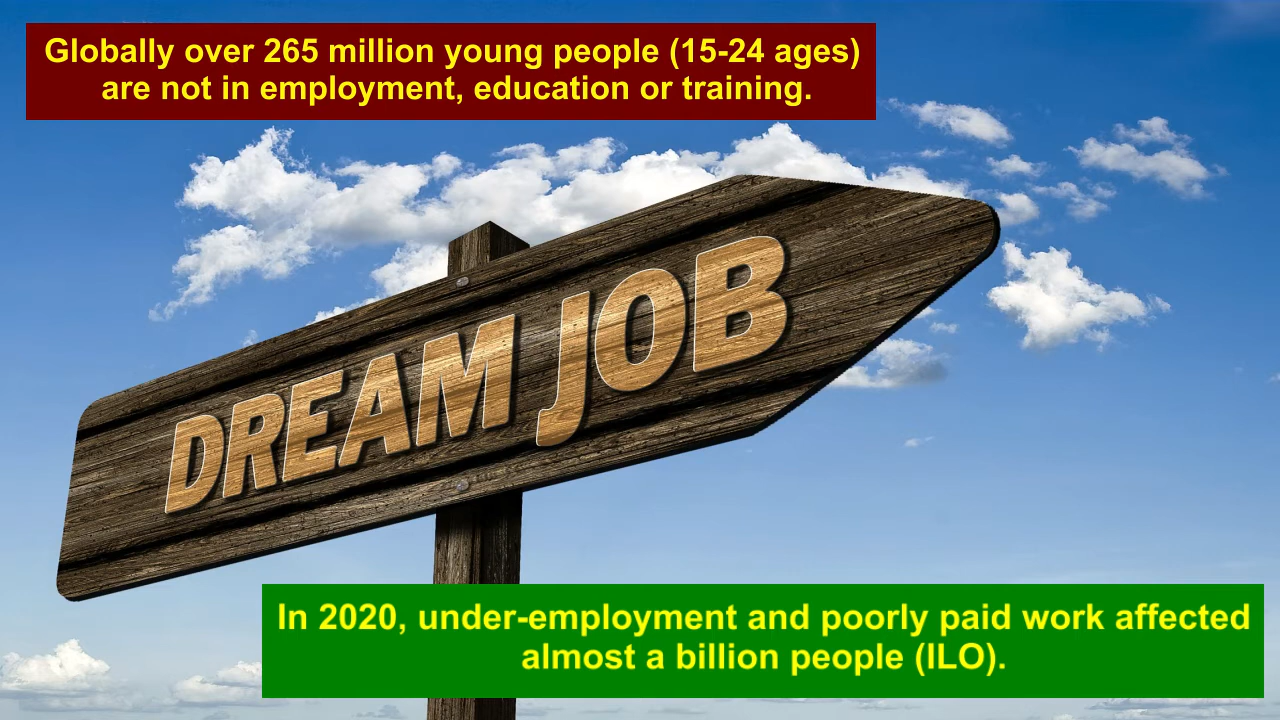 Globally over 265 million young people (15-24 ages)
are not in employment, education or training.
DREAM JOB
In 2020, under-employment and poorly paid work affected
almost a billion people (ILO).